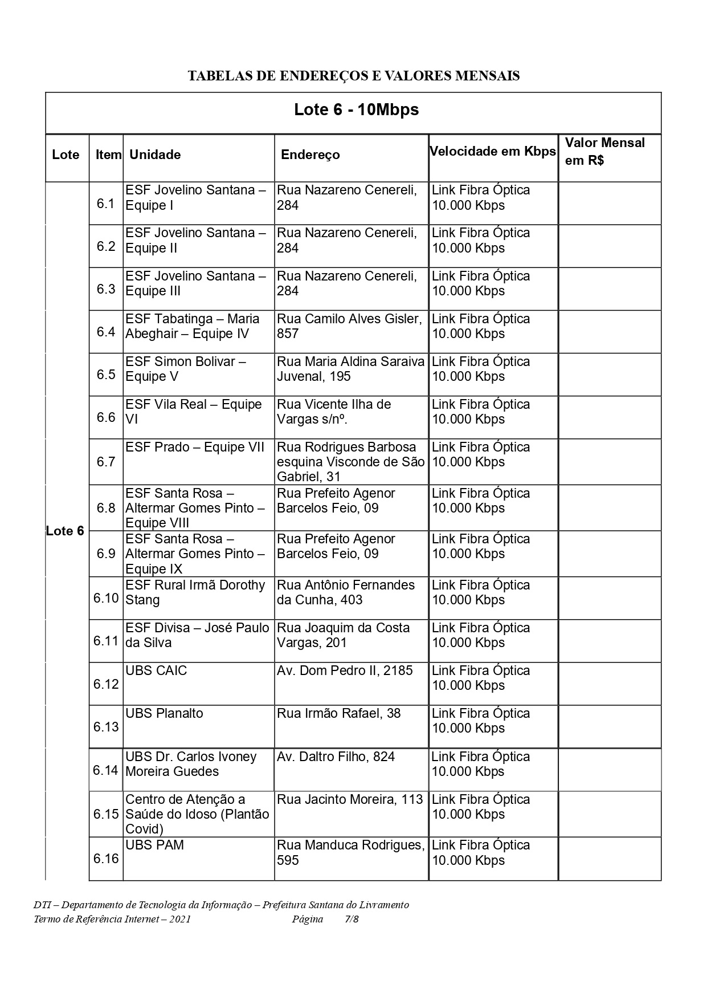 TABELAS DE ENDEREÇOS E VALORES MENSAIS
Lote 6 - 10Mbps
Lote Item Unidade Endereço Velocidade em Kbps Valor Mensal
em R$
Lote 6
6.1 ESF Jovelino Santana – Rua Nazareno Cenereli, Link Fibra Óptica
Equipe I 284 10.000 Kbps
6.2 ESF Jovelino Santana – Rua Nazareno Cenereli, Link Fibra Óptica
Equipe II 284 10.000 Kbps
6.3 ESF Jovelino Santana – Rua Nazareno Cenereli, Link Fibra Óptica
Equipe III 284 10.000 Kbps
6.4 ESF Tabatinga – Maria Rua Camilo Alves Gisler, Link Fibra Óptica
Abeghair – Equipe IV 857 10.000 Kbps
6.5 ESF Simon Bolivar – Rua Maria Aldina Saraiva Link Fibra Óptica
Equipe V Juvenal, 195 10.000 Kbps
6.6 ESF Vila Real – Equipe Rua Vicente Ilha de Link Fibra Óptica
VI Vargas s/nº. 10.000 Kbps
6.7 ESF Prado – Equipe VII Rua Rodrigues Barbosa Link Fibra Óptica
esquina Visconde de São 10.000 Kbps
Gabriel, 31
6.8 ESF Santa Rosa – Rua Prefeito Agenor Link Fibra Óptica
Altermar Gomes Pinto – Barcelos Feio, 09 10.000 Kbps
Equipe VIII
6.9 ESF Santa Rosa – Rua Prefeito Agenor Link Fibra Óptica
Altermar Gomes Pinto – Barcelos Feio, 09 10.000 Kbps
Equipe IX
6.10 ESF Rural Irmã Dorothy Rua Antônio Fernandes Link Fibra Óptica
Stang da Cunha, 403 10.000 Kbps
6.11 ESF Divisa – José Paulo Rua Joaquim da Costa Link Fibra Óptica
da Silva Vargas, 201 10.000 Kbps
6.12 UBS CAIC Av. Dom Pedro II, 2185 Link Fibra Óptica
10.000 Kbps
6.13 UBS Planalto Rua Irmão Rafael, 38 Link Fibra Óptica
10.000 Kbps
6.14 UBS Dr. Carlos Ivoney Av. Daltro Filho, 824 Link Fibra Óptica
Moreira Guedes 10.000 Kbps
6.15 Centro de Atenção a Rua Jacinto Moreira, 113 Link Fibra Óptica
Saúde do Idoso (Plantão 10.000 Kbps
Covid)
6.16 UBS PAM Rua Manduca Rodrigues, Link Fibra Óptica
595 10.000 Kbps
DTI – Departamento de Tecnologia da Informação – Prefeitura Santana do Livramento
Termo de Referência Internet – 2021 Página 7/8